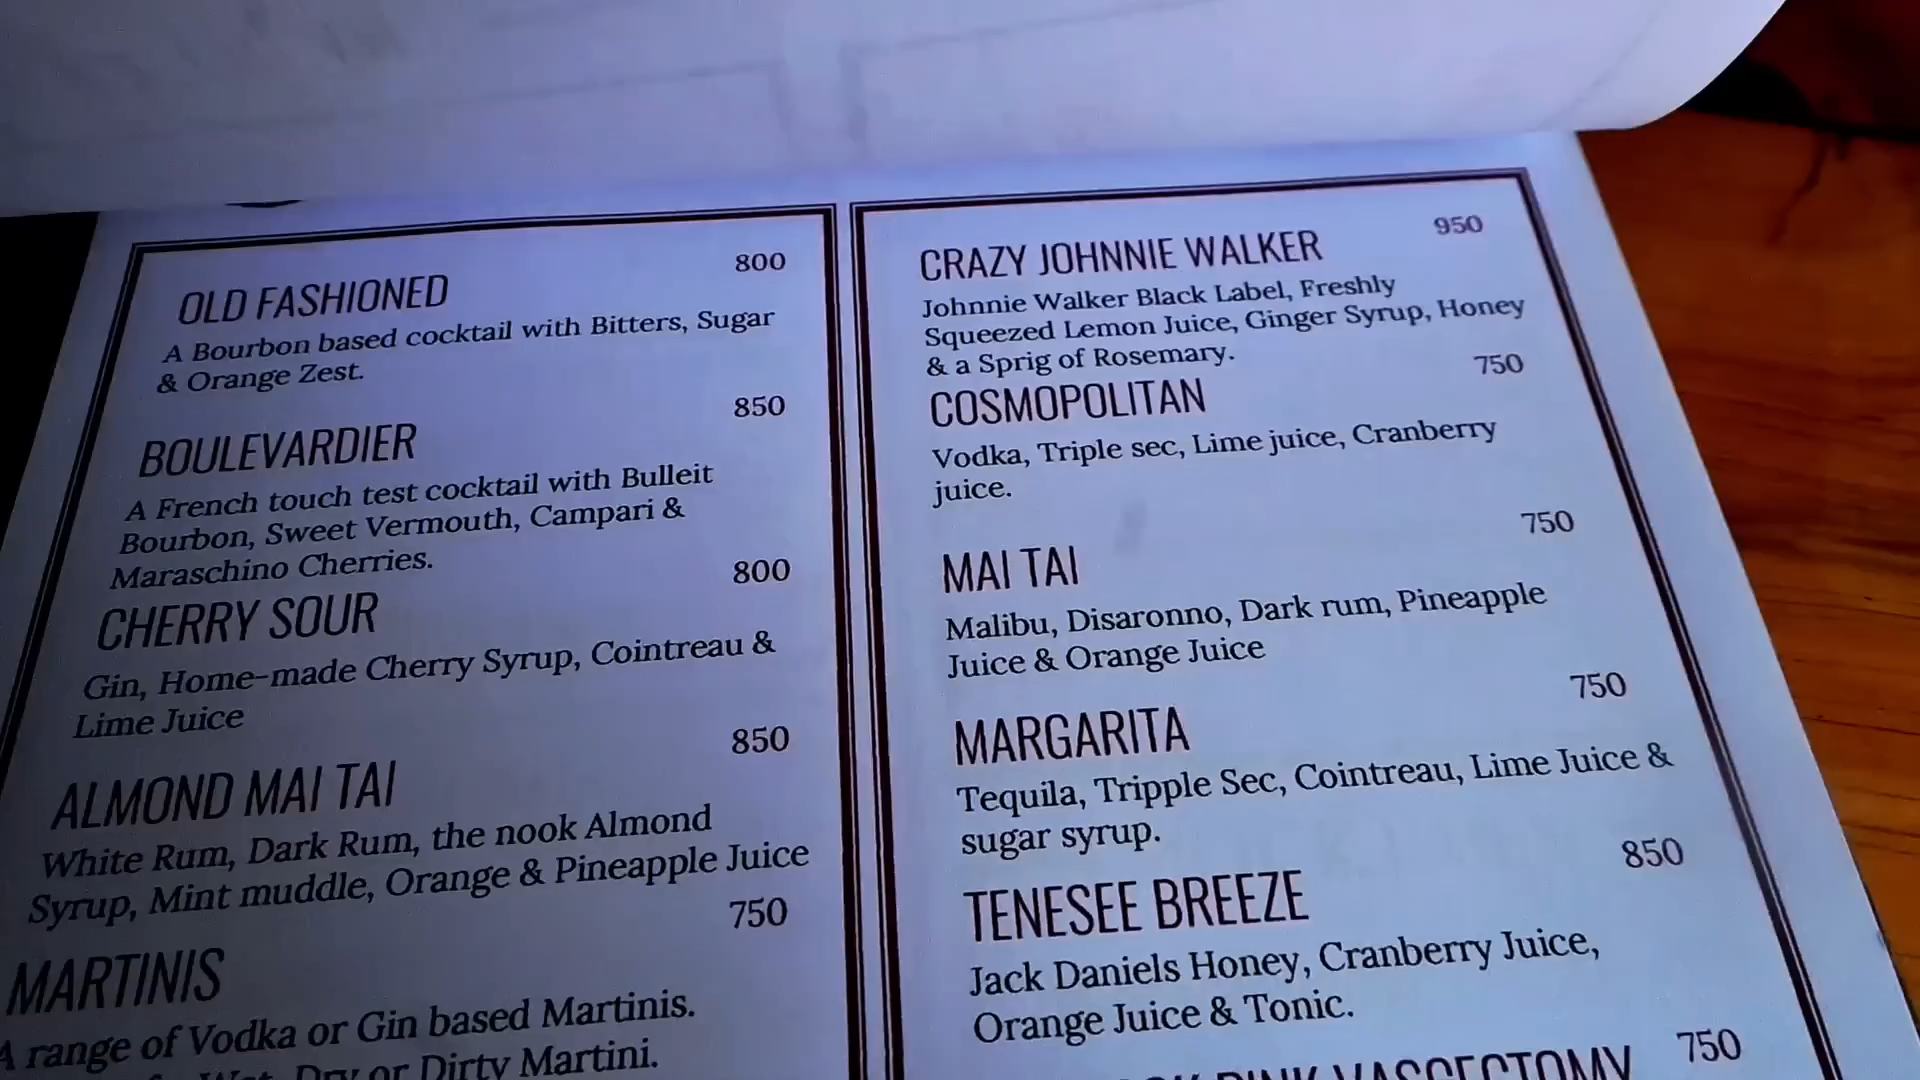 800
OLD FASHIONED
A Bourbon based cocktail with Bitters, Sugar
& Orange Zest.
850
BOULEVARDIER
A French touch test cocktail with Bulleit
Bourbon, Sweet Vermouth, Campari &
Maraschino Cherries.
800
CHERRY SOUR
Gin, Home-made Cherry Syrup, Cointreau &
Lime Juice
850
ALMOND MAI TAI
White Rum, Dark Rum, the nook Almond
Syrup, Mint muddle, Orange & Pineapple Juice
750
MARTINIS
A range of Vodka or Gin based Martinis.
Wet, Dry or Dirty Martini.
950
CRAZY JOHNNIE WALKER
Johnnie Walker Black Label, Freshly
Squeezed Lemon Juice, Ginger Syrup, Honey
& a Sprig of Rosemary.
750
COSMOPOLITAN
Vodka, Triple sec, Lime juice, Cranberry
juice.
750
MAI TAI
Malibu, Disaronno, Dark rum, Pineapple
Juice & Orange Juice
750
MARGARITA
Tequila, Tripple Sec, Cointreau, Lime Juice &
sugar syrup.
850
TENESEE BREEZE
Jack Daniels Honey, Cranberry Juice,
Orange Juice & Tonic.
750
PINK VASCECTOMY